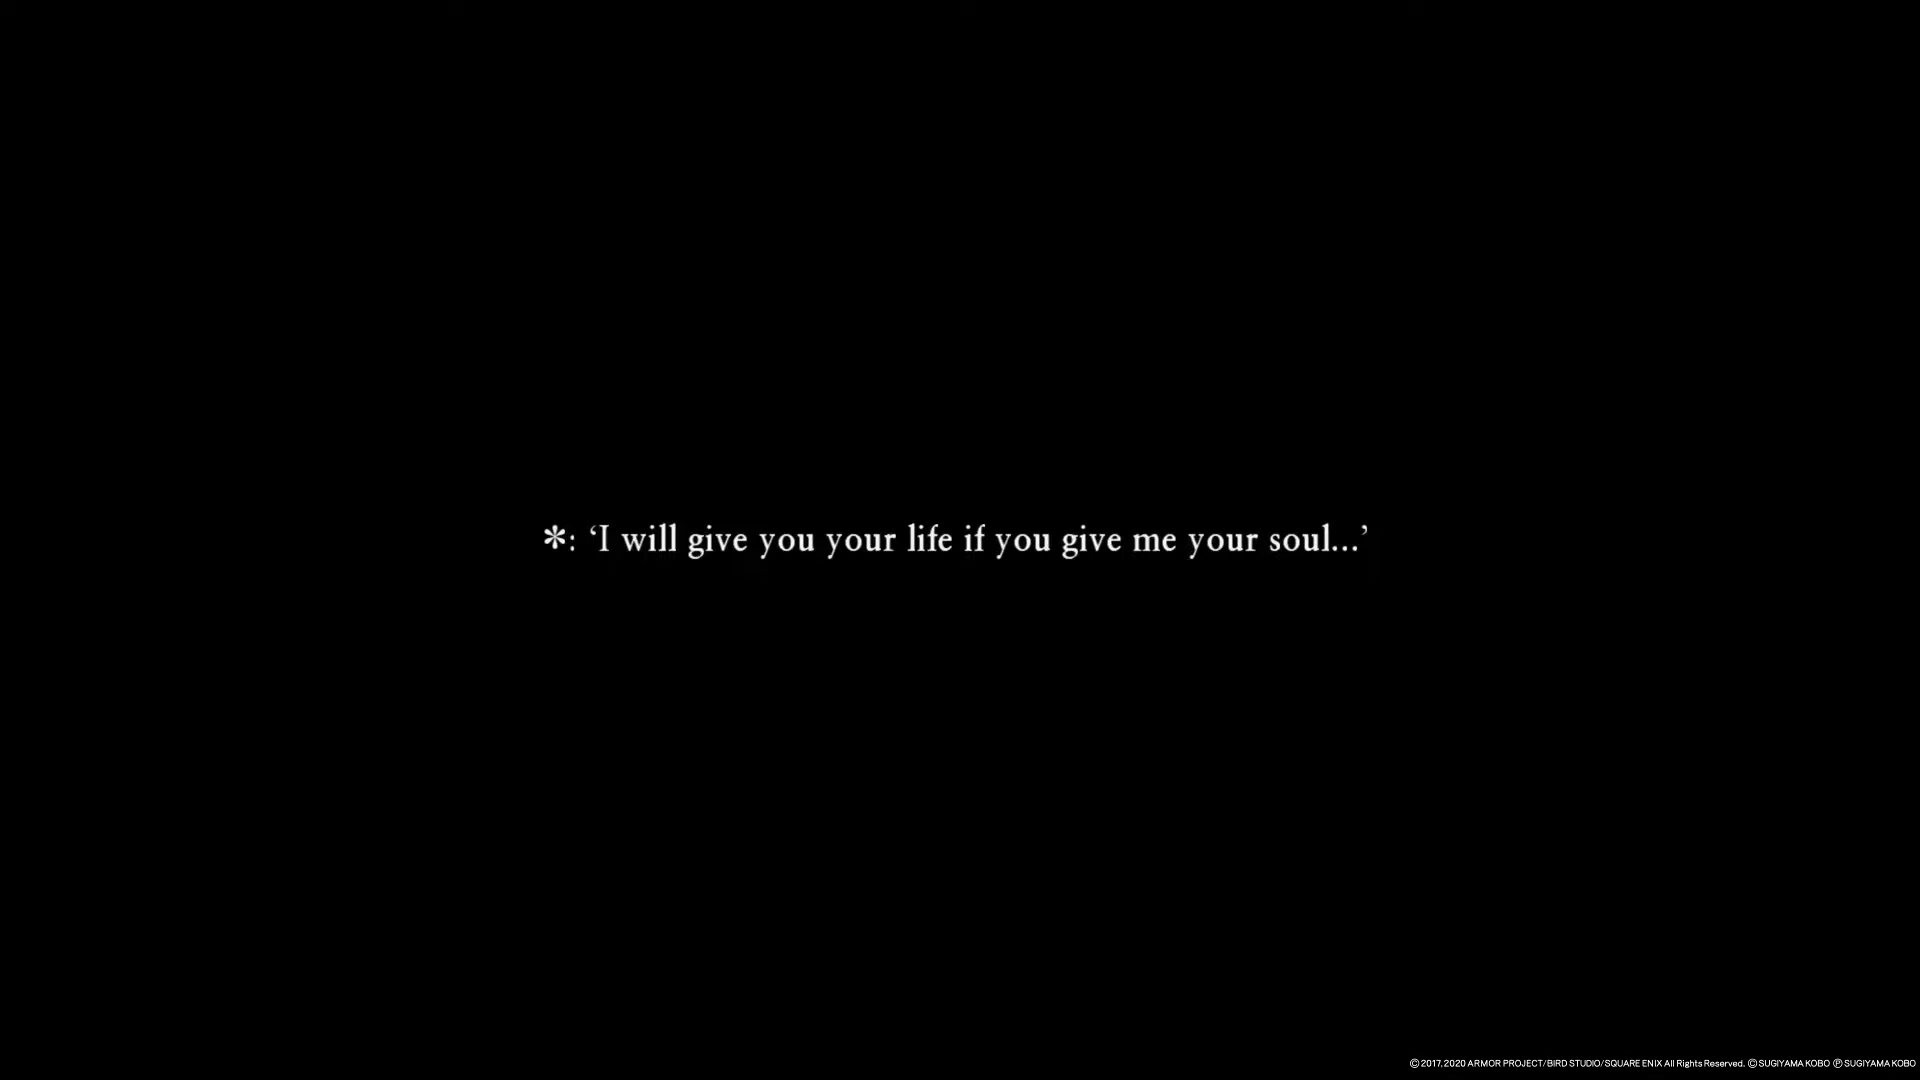 *: ‘I will give you your life if you give me your soul...’
©2017, 2020 ARMOR PROJECT/BIRD STUDIO/SQUARE ENIX All Rights Reserved. ©SUGIYAMA KOBO ℗SUGIYAMA KOBO